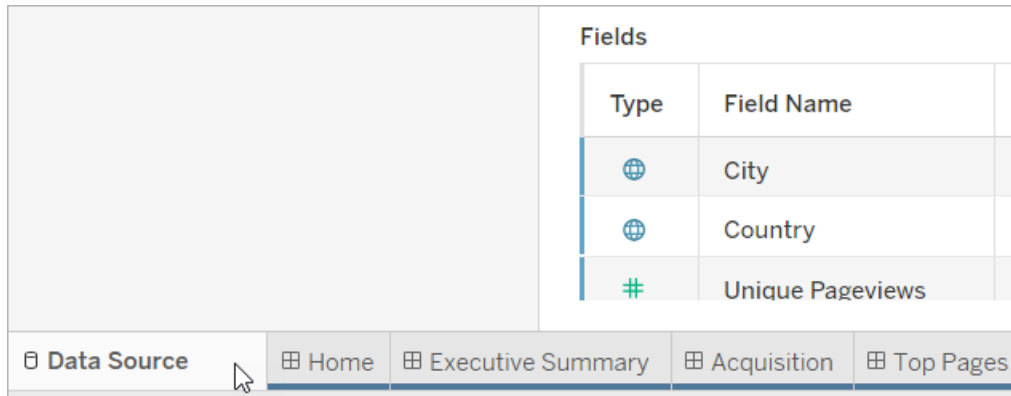 Fields
Type Field Name
City
Country
# Unique Pageviews
Data Source Home Executive Summary Acquisition Top Pages